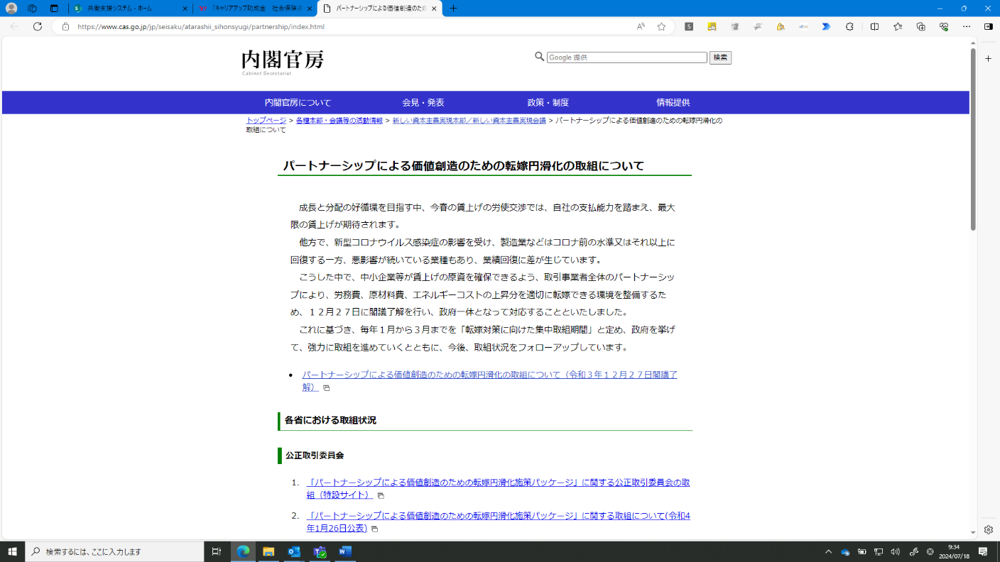 共働支援システム - ホーム
「キャリアアップ助成金 社会保険適
パートナーシップによる価値創造のため
https://www.cas.go.jp/jp/seisaku/atarashii_sihonsyugi/partnership/index.html
内閣官房
Cabinet Secretariat
Google 提供
検索
内閣官房について 会見・発表 政策・制度 情報提供
トップページ > 各種本部・会議等の活動情報 > 新しい資本主義実現本部/新しい資本主義実現会議 > パートナーシップによる価値創造のための転嫁円滑化の
取組について
パートナーシップによる価値創造のための転嫁円滑化の取組について
成長と分配の好循環を目指す中、今春の賃上げの労使交渉では、自社の支払能力を踏まえ、最大
限の賃上げが期待されます。
他方で、新型コロナウイルス感染症の影響を受け、製造業などはコロナ前の水準又はそれ以上に
回復する一方、悪影響が続いている業種もあり、業績回復に差が生じています。
こうした中で、中小企業等が賃上げの原資を確保できるよう、取引事業者全体のパートナーシッ
プにより、労務費、原材料費、エネルギーコストの上昇分を適切に転嫁できる環境を整備するた
め、12月27日に閣議了解を行い、政府一体となって対応することといたしました。
これに基づき、毎年1月から3月までを「転嫁対策に向けた集中取組期間」と定め、政府を挙げ
て、強力に取組を進めていくとともに、今後、取組状況をフォローアップしています。
• パートナーシップによる価値創造のための転嫁円滑化の取組について(令和3年12月27日閣議了
解)
各省における取組状況
公正取引委員会
1. 「パートナーシップによる価値創造のための転嫁円滑化施策パッケージ」に関する公正取引委員会の取
組(特設サイト)
2. 「パートナーシップによる価値創造のための転嫁円滑化施策パッケージ」に関する取組について(令和4
年1月26日公表)
検索するには、ここに入力します
9:34
2024/07/18